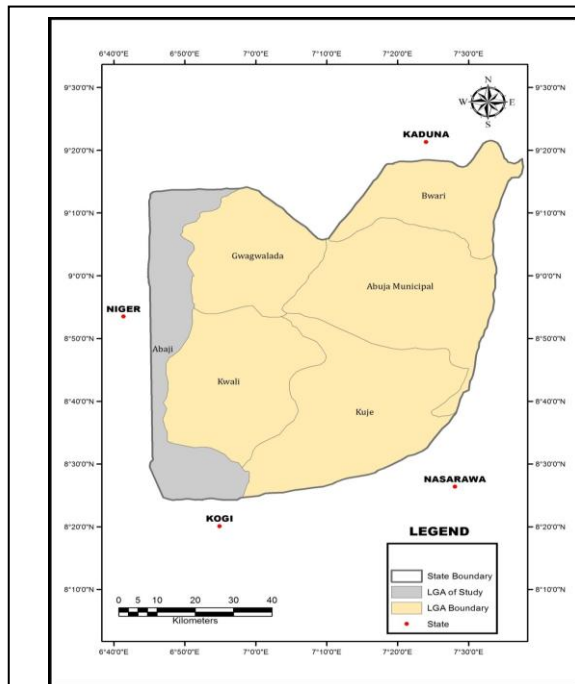 6°40'0"E 6°50'0"E 7°0'0"E 7°10'0"E 7°20'0"E 7°30'0"E
9°30'0"N 9°30'0"N
N
W E
S
KADUNA
9°20'0"N 9°20'0"N
Bwari
9°10'0"N 9°10'0"N
Gwagwalada
9°0'0"N 9°0'0"N
Abuja Municipal
NIGER
8°50'0"N 8°50'0"N
Abaji
Kwali
8°40'0"N 8°40'0"N
Kuje
8°30'0"N 8°30'0"N
NASARAWA
KOGI
8°20'0"N 8°20'0"N
LEGEND
State Boundary
LGA of Study
LGA Boundary
State
8°10'0"N 8°10'0"N
0 5 10 20 30 40
Kilometers
6°40'0"E 6°50'0"E 7°0'0"E 7°10'0"E 7°20'0"E 7°30'0"E